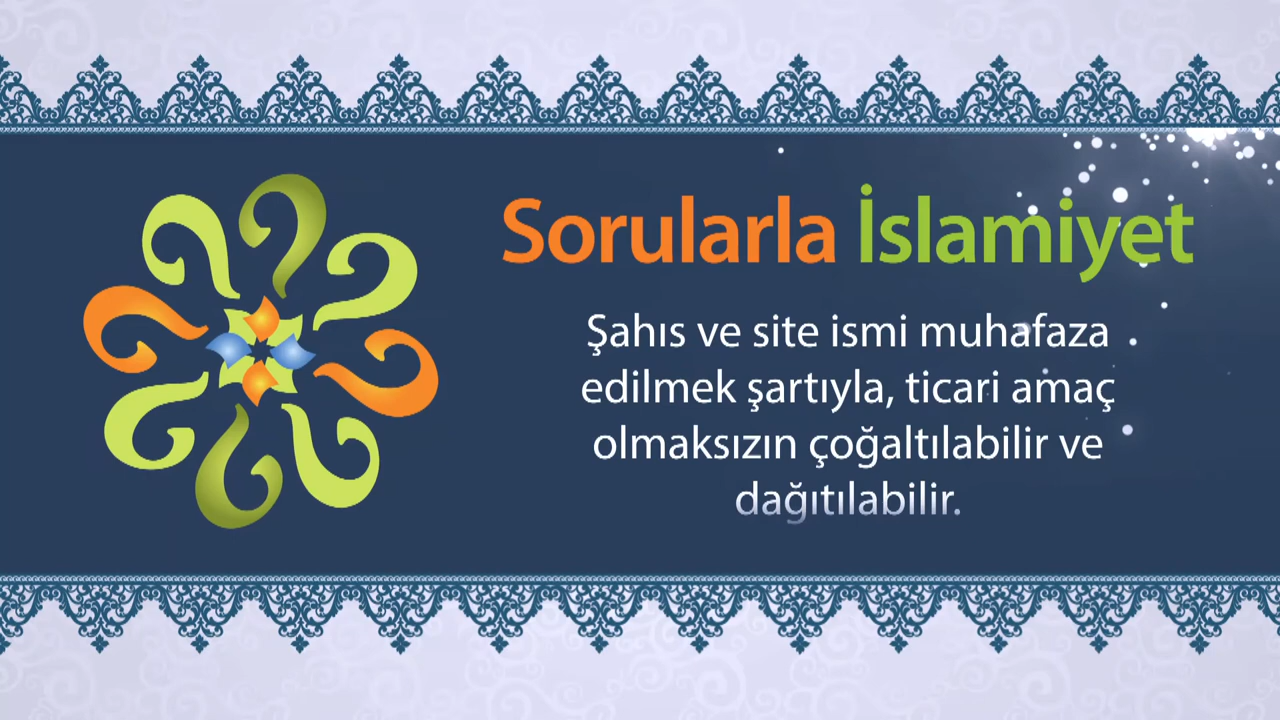 Sorularla İslamiyet
Şahıs ve site ismi muhafaza
edilmek şartıyla, ticari amaç
olmaksızın çoğaltılabilir ve
dağıtılabilir.